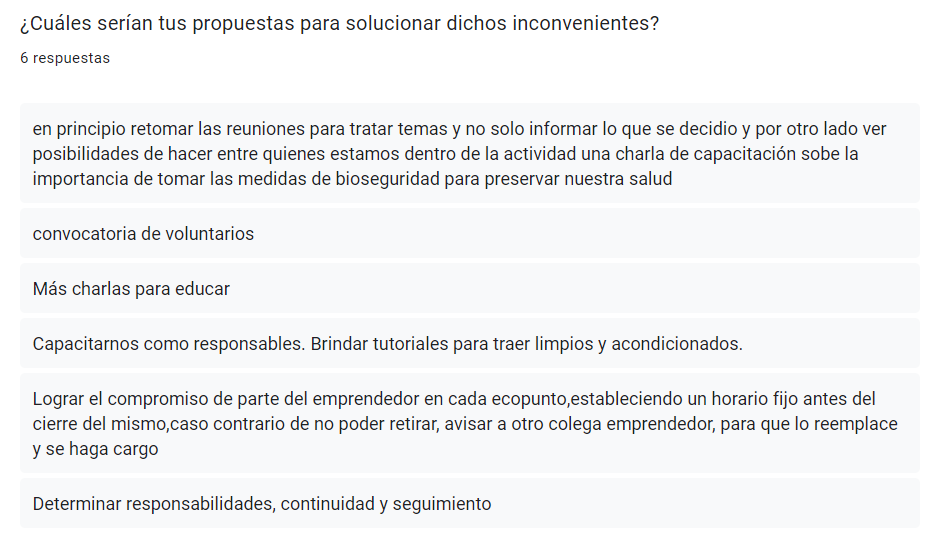 ¿Cuáles serían tus propuestas para solucionar dichos inconvenientes?
6 respuestas
en principio retomar las reuniones para tratar temas y no solo informar lo que se decidio y por otro lado ver
posibilidades de hacer entre quienes estamos dentro de la actividad una charla de capacitación sobe la
importancia de tomar las medidas de bioseguridad para preservar nuestra salud
convocatoria de voluntarios
Más charlas para educar
Capacitarnos como responsables. Brindar tutoriales para traer limpios y acondicionados.
Lograr el compromiso de parte del emprendedor en cada ecopunto,estableciendo un horario fijo antes del
cierre del mismo,caso contrario de no poder retirar, avisar a otro colega emprendedor, para que lo reemplace
y se haga cargo
Determinar responsabilidades, continuidad y seguimiento